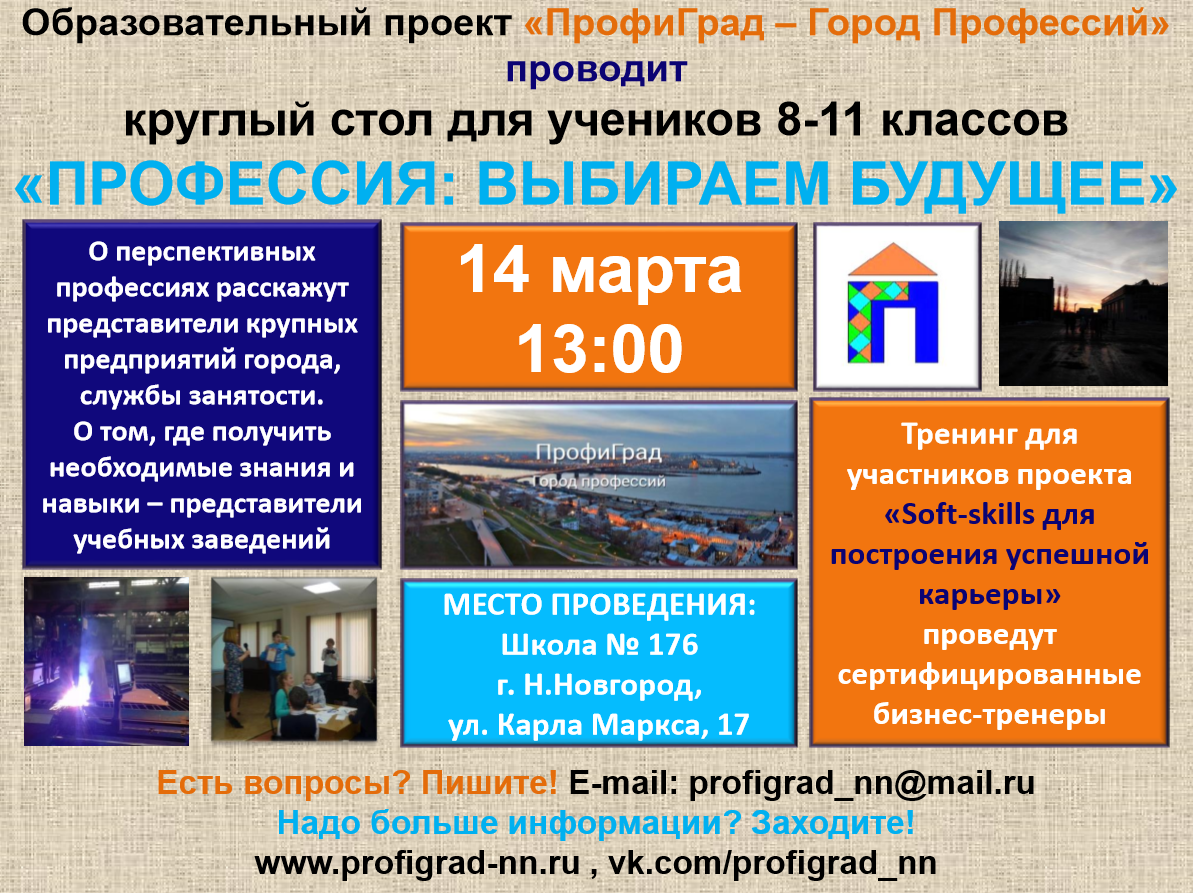 Образовательный проект «ПрофиГрад – Город Профессий»
проводит
круглый стол для учеников 8-11 классов
«ПРОФЕССИЯ: ВЫБИРАЕМ БУДУЩЕЕ»
О перспективных
профессиях расскажут
представители крупных
предприятий города,
службы занятости.
О том, где получить
необходимые знания и
навыки – представители
учебных заведений
14 марта
13:00
ПрофиГрад
Город профессий
МЕСТО ПРОВЕДЕНИЯ:
Школа № 176
г. Н.Новгород,
ул. Карла Маркса, 17
Тренинг для
участников проекта
«Soft-skills для
построения успешной
карьеры»
проведут
сертифицированные
бизнес-тренеры
Есть вопросы? Пишите! E-mail: profigrad_nn@mail.ru
Надо больше информации? Заходите!
www.profigrad-nn.ru , vk.com/profigrad_nn